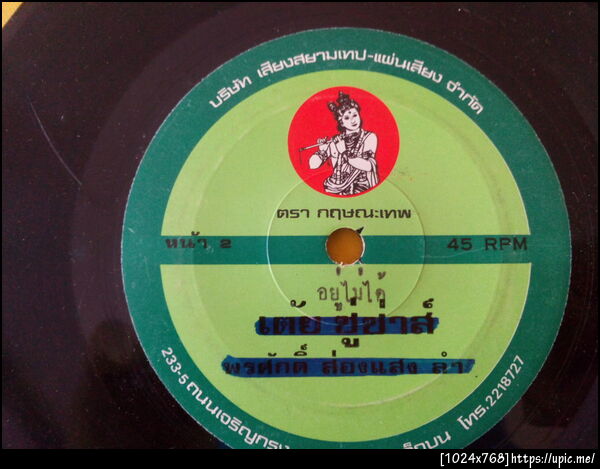 บริษัท เสียงสยามเทป-แผ่นเสียง จำกัด
ตรา กฤษณะเทพ
หน้า 2
45 RPM
อยู่ไม่ได้
เต้ย ซู่ซ่าส์
พรศักดิ์ ส่องแสง ลำ
233-5 ถนนเจริญกรุง
โทร.2218727
[1024x768]https://upic.me/